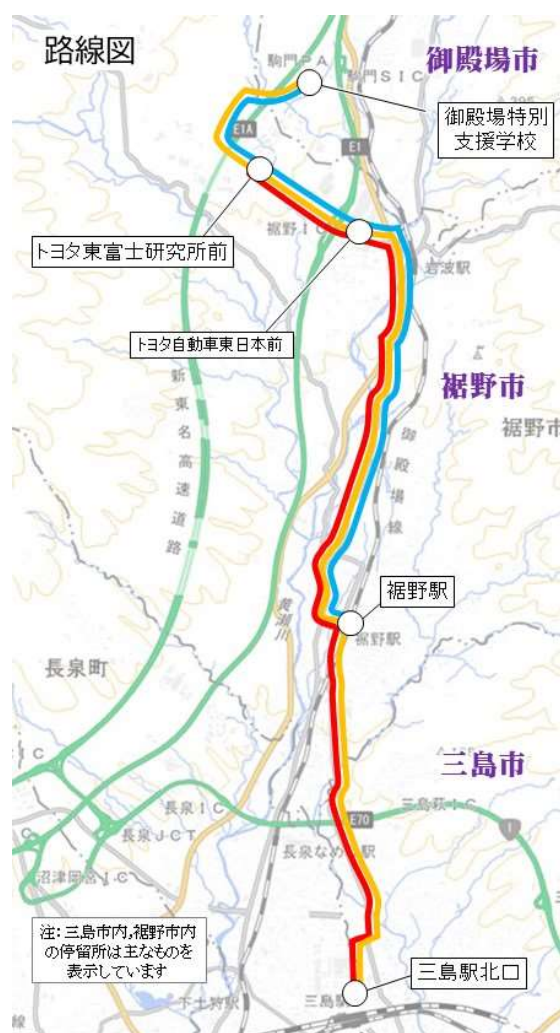 路線図
駒門PA
駒門SIC
御殿場市
御殿場特別
支援学校
E1A
E1
トヨタ東富士研究所前
裾野IC
岩波駅
トヨタ自動車東日本前
裾野市
裾野市
新東名高速道路
御殿場線
裾野駅
黄瀬川
裾野駅
長泉町
三島市
長泉IC
E70
三島萩IC
1
長泉JCT
長泉なめり駅
沼津岡宮IC
注:三島市内,裾野市内
の停留所は主なものを
表示しています
三島駅北口
下土狩駅
三島駅
線